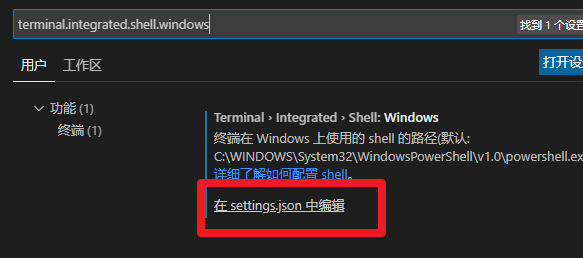 terminal.integrated.shell.windows
找到 1 个设置
用户 工作区
打开设
功能 (1)
终端 (1)
Terminal › Integrated › Shell: Windows
终端在 Windows 上使用的 shell 的路径(默认:
C:\WINDOWS\System32\WindowsPowerShell\v1.0\powershell.ex
详细了解如何配置 shell。
在 settings.json 中编辑